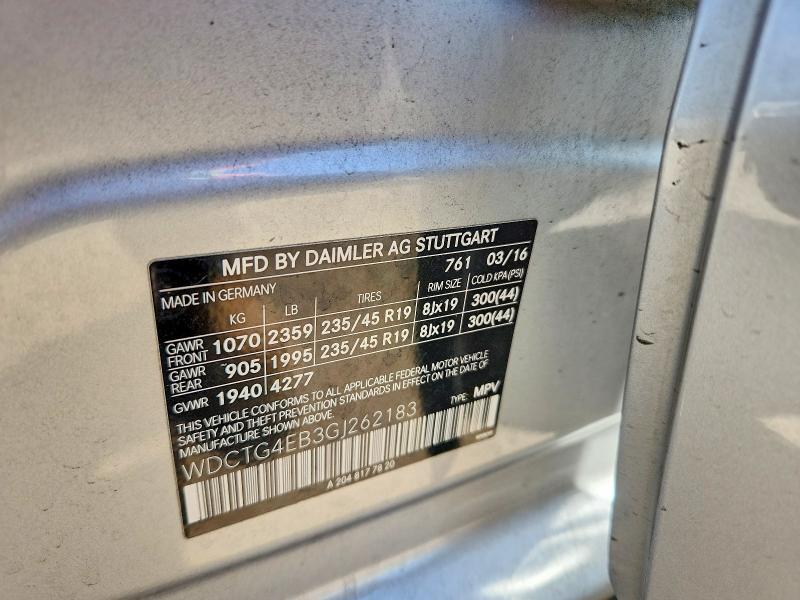 MFD BY DAIMLER AG STUTTGART
761 03/16
MADE IN GERMANY
KG LB TIRES RIM SIZE COLD KPA(PSI)
GAWR FRONT 1070 2359 235/45 R19 8Jx19 300(44)
GAWR REAR 905 1995 235/45 R19 8Jx19 300(44)
GVWR 1940 4277
THIS VEHICLE CONFORMS TO ALL APPLICABLE FEDERAL MOTOR VEHICLE
SAFETY AND THEFT PREVENTION STANDARDS IN EFFECT ON THE DATE OF
MANUFACTURE SHOWN ABOVE. TYPE: MPV
WDCTG4EB3GJ262183
A 204 817 78 20